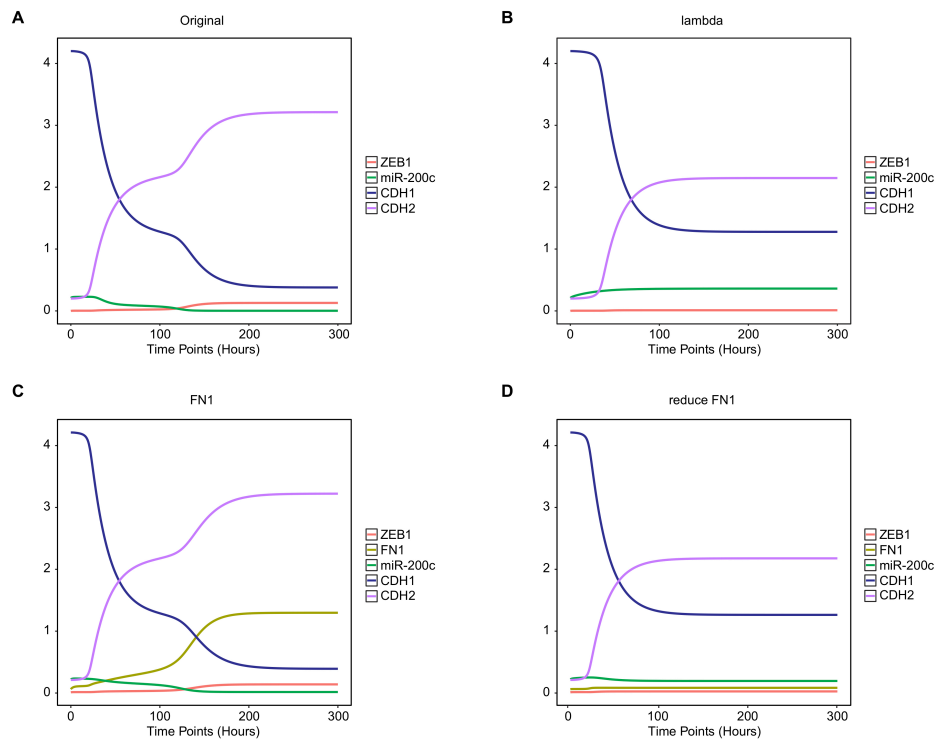 A
Original
4
3
2
1
0
0 100 200 300
Time Points (Hours)
ZEB1
miR-200c
CDH1
CDH2
B
lambda
4
3
2
1
0
0 100 200 300
Time Points (Hours)
ZEB1
miR-200c
CDH1
CDH2
C
FN1
4
3
2
1
0
0 100 200 300
Time Points (Hours)
ZEB1
FN1
miR-200c
CDH1
CDH2
D
reduce FN1
4
3
2
1
0
0 100 200 300
Time Points (Hours)
ZEB1
FN1
miR-200c
CDH1
CDH2